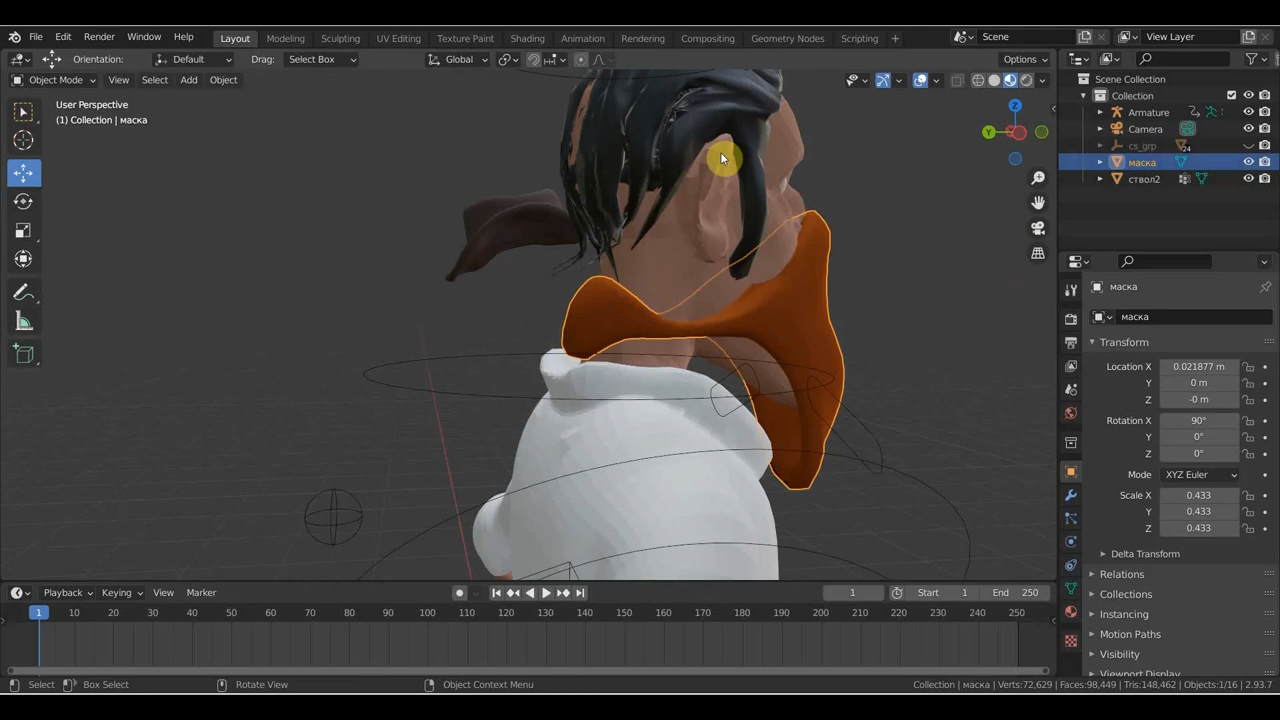 File Edit Render Window Help Layout Modeling Sculpting UV Editing Texture Paint Shading Animation Rendering Compositing Geometry Nodes Scripting + Scene View Layer
Orientation: Default Drag: Select Box Global Options
Object Mode View Select Add Object
User Perspective
(1) Collection | маска
Z
Y
Scene Collection
Collection
Armature
Camera
cs_grp 24
маска
ствол2
маска
маска
Transform
Location X 0.021877 m
Y 0 m
Z -0 m
Rotation X 90°
Y 0°
Z 0°
Mode XYZ Euler
Scale X 0.433
Y 0.433
Z 0.433
Delta Transform
Relations
Collections
Instancing
Motion Paths
Visibility
Viewport Display
Playback Keying View Marker 1 Start 1 End 250
1 10 20 30 40 50 60 70 80 90 100 110 120 130 140 150 160 170 180 190 200 210 220 230 240 250
Select Box Select Rotate View Object Context Menu Collection | маска | Verts:72,629 | Faces:98,449 | Tris:148,462 | Objects:1/16 | 2.93.7